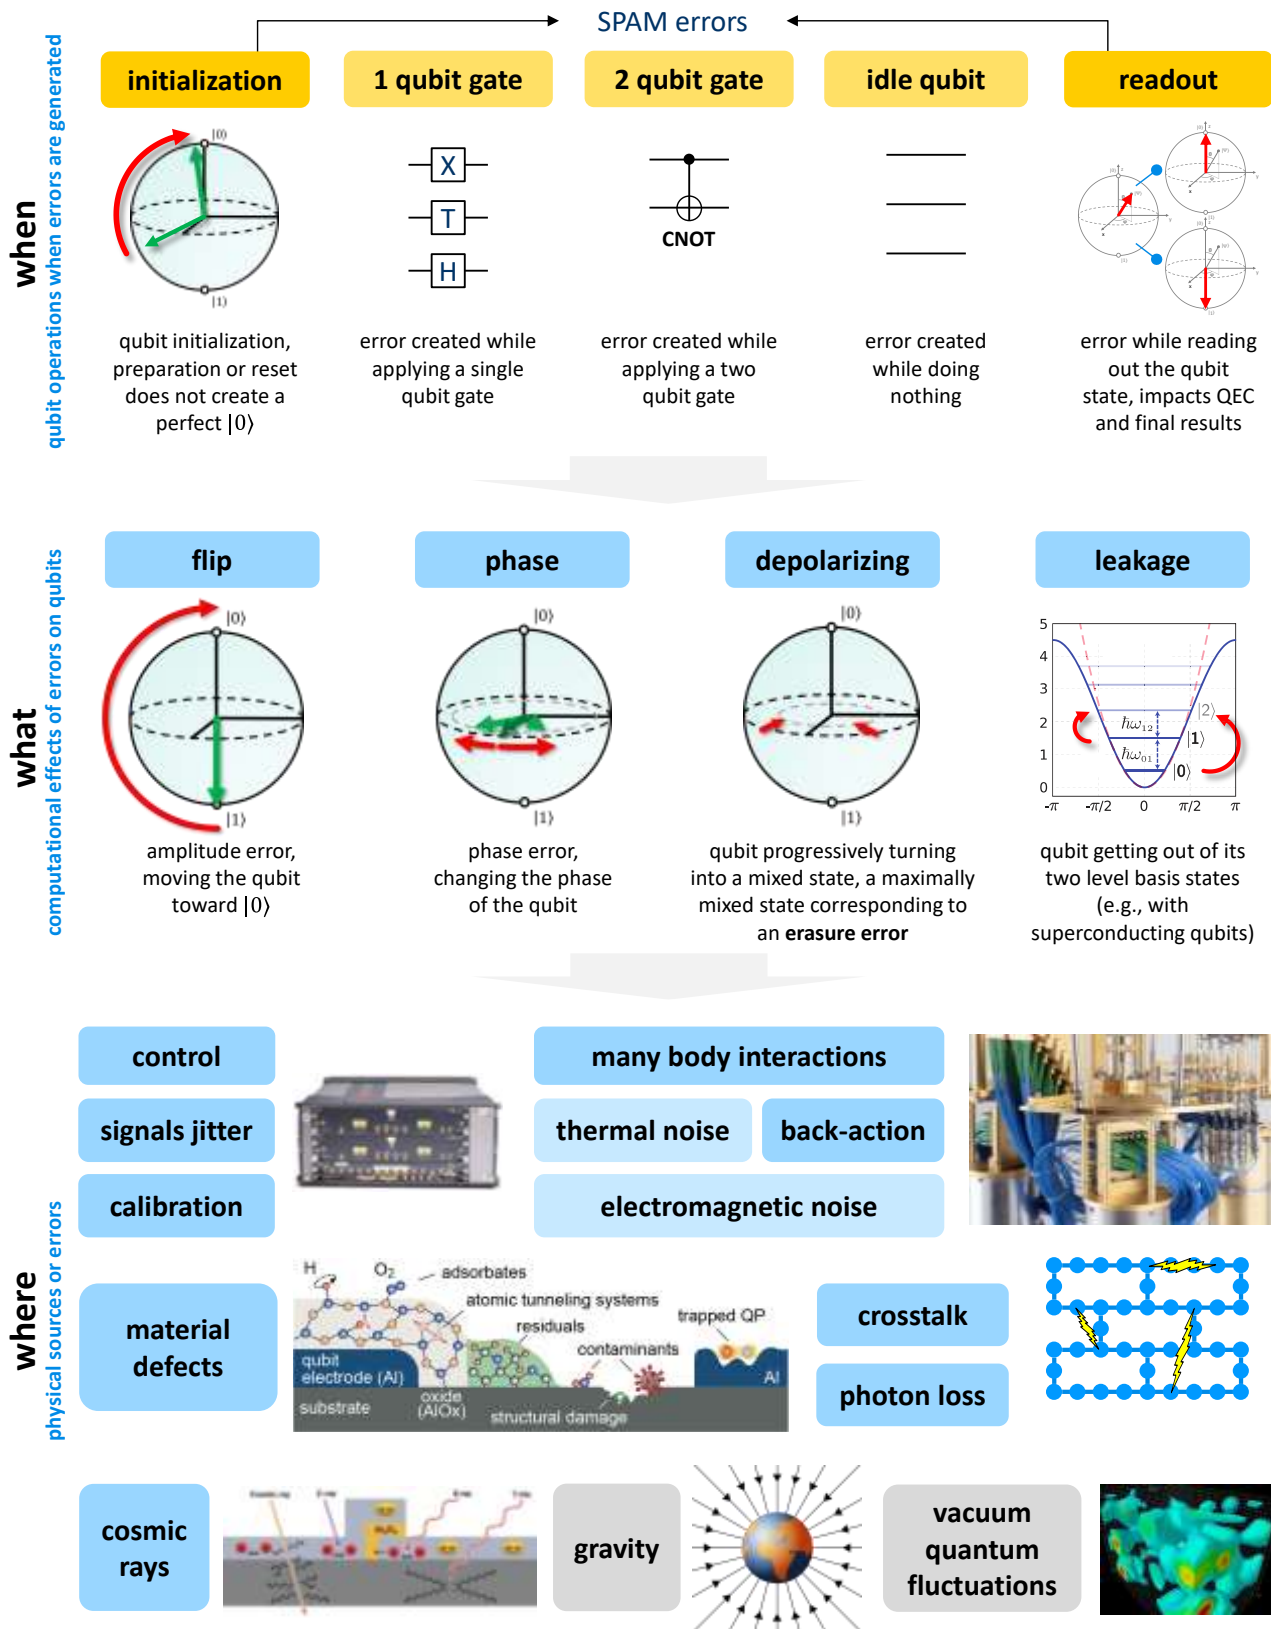 SPAM errors
when
qubit operations when errors are generated
initialization
1 qubit gate
2 qubit gate
idle qubit
readout
|0⟩
|1⟩
X
T
H
CNOT
qubit initialization,
preparation or reset
does not create a
perfect |0⟩
error created while
applying a single
qubit gate
error created while
applying a two
qubit gate
error created
while doing
nothing
error while reading
out the qubit
state, impacts QEC
and final results
what
computational effects of errors on qubits
flip
phase
depolarizing
leakage
|0⟩
|1⟩
|0⟩
|1⟩
|0⟩
|1⟩
5
4
3
2
1
0
|2⟩
ħω12
|1⟩
ħω01
|0⟩
-π
-π/2
0
π/2
π
amplitude error,
moving the qubit
toward |0⟩
phase error,
changing the phase
of the qubit
qubit progressively turning
into a mixed state, a maximally
mixed state corresponding to
an erasure error
qubit getting out of its
two level basis states
(e.g., with
superconducting qubits)
where
physical sources or errors
control
signals jitter
calibration
many body interactions
thermal noise
back-action
electromagnetic noise
material
defects
H
O2
adsorbates
atomic tunneling systems
residuals
contaminants
trapped QP
qubit
electrode (Al)
Al
oxide
(AlOx)
substrate
structural damage
crosstalk
photon loss
cosmic
rays
gravity
vacuum
quantum
fluctuations